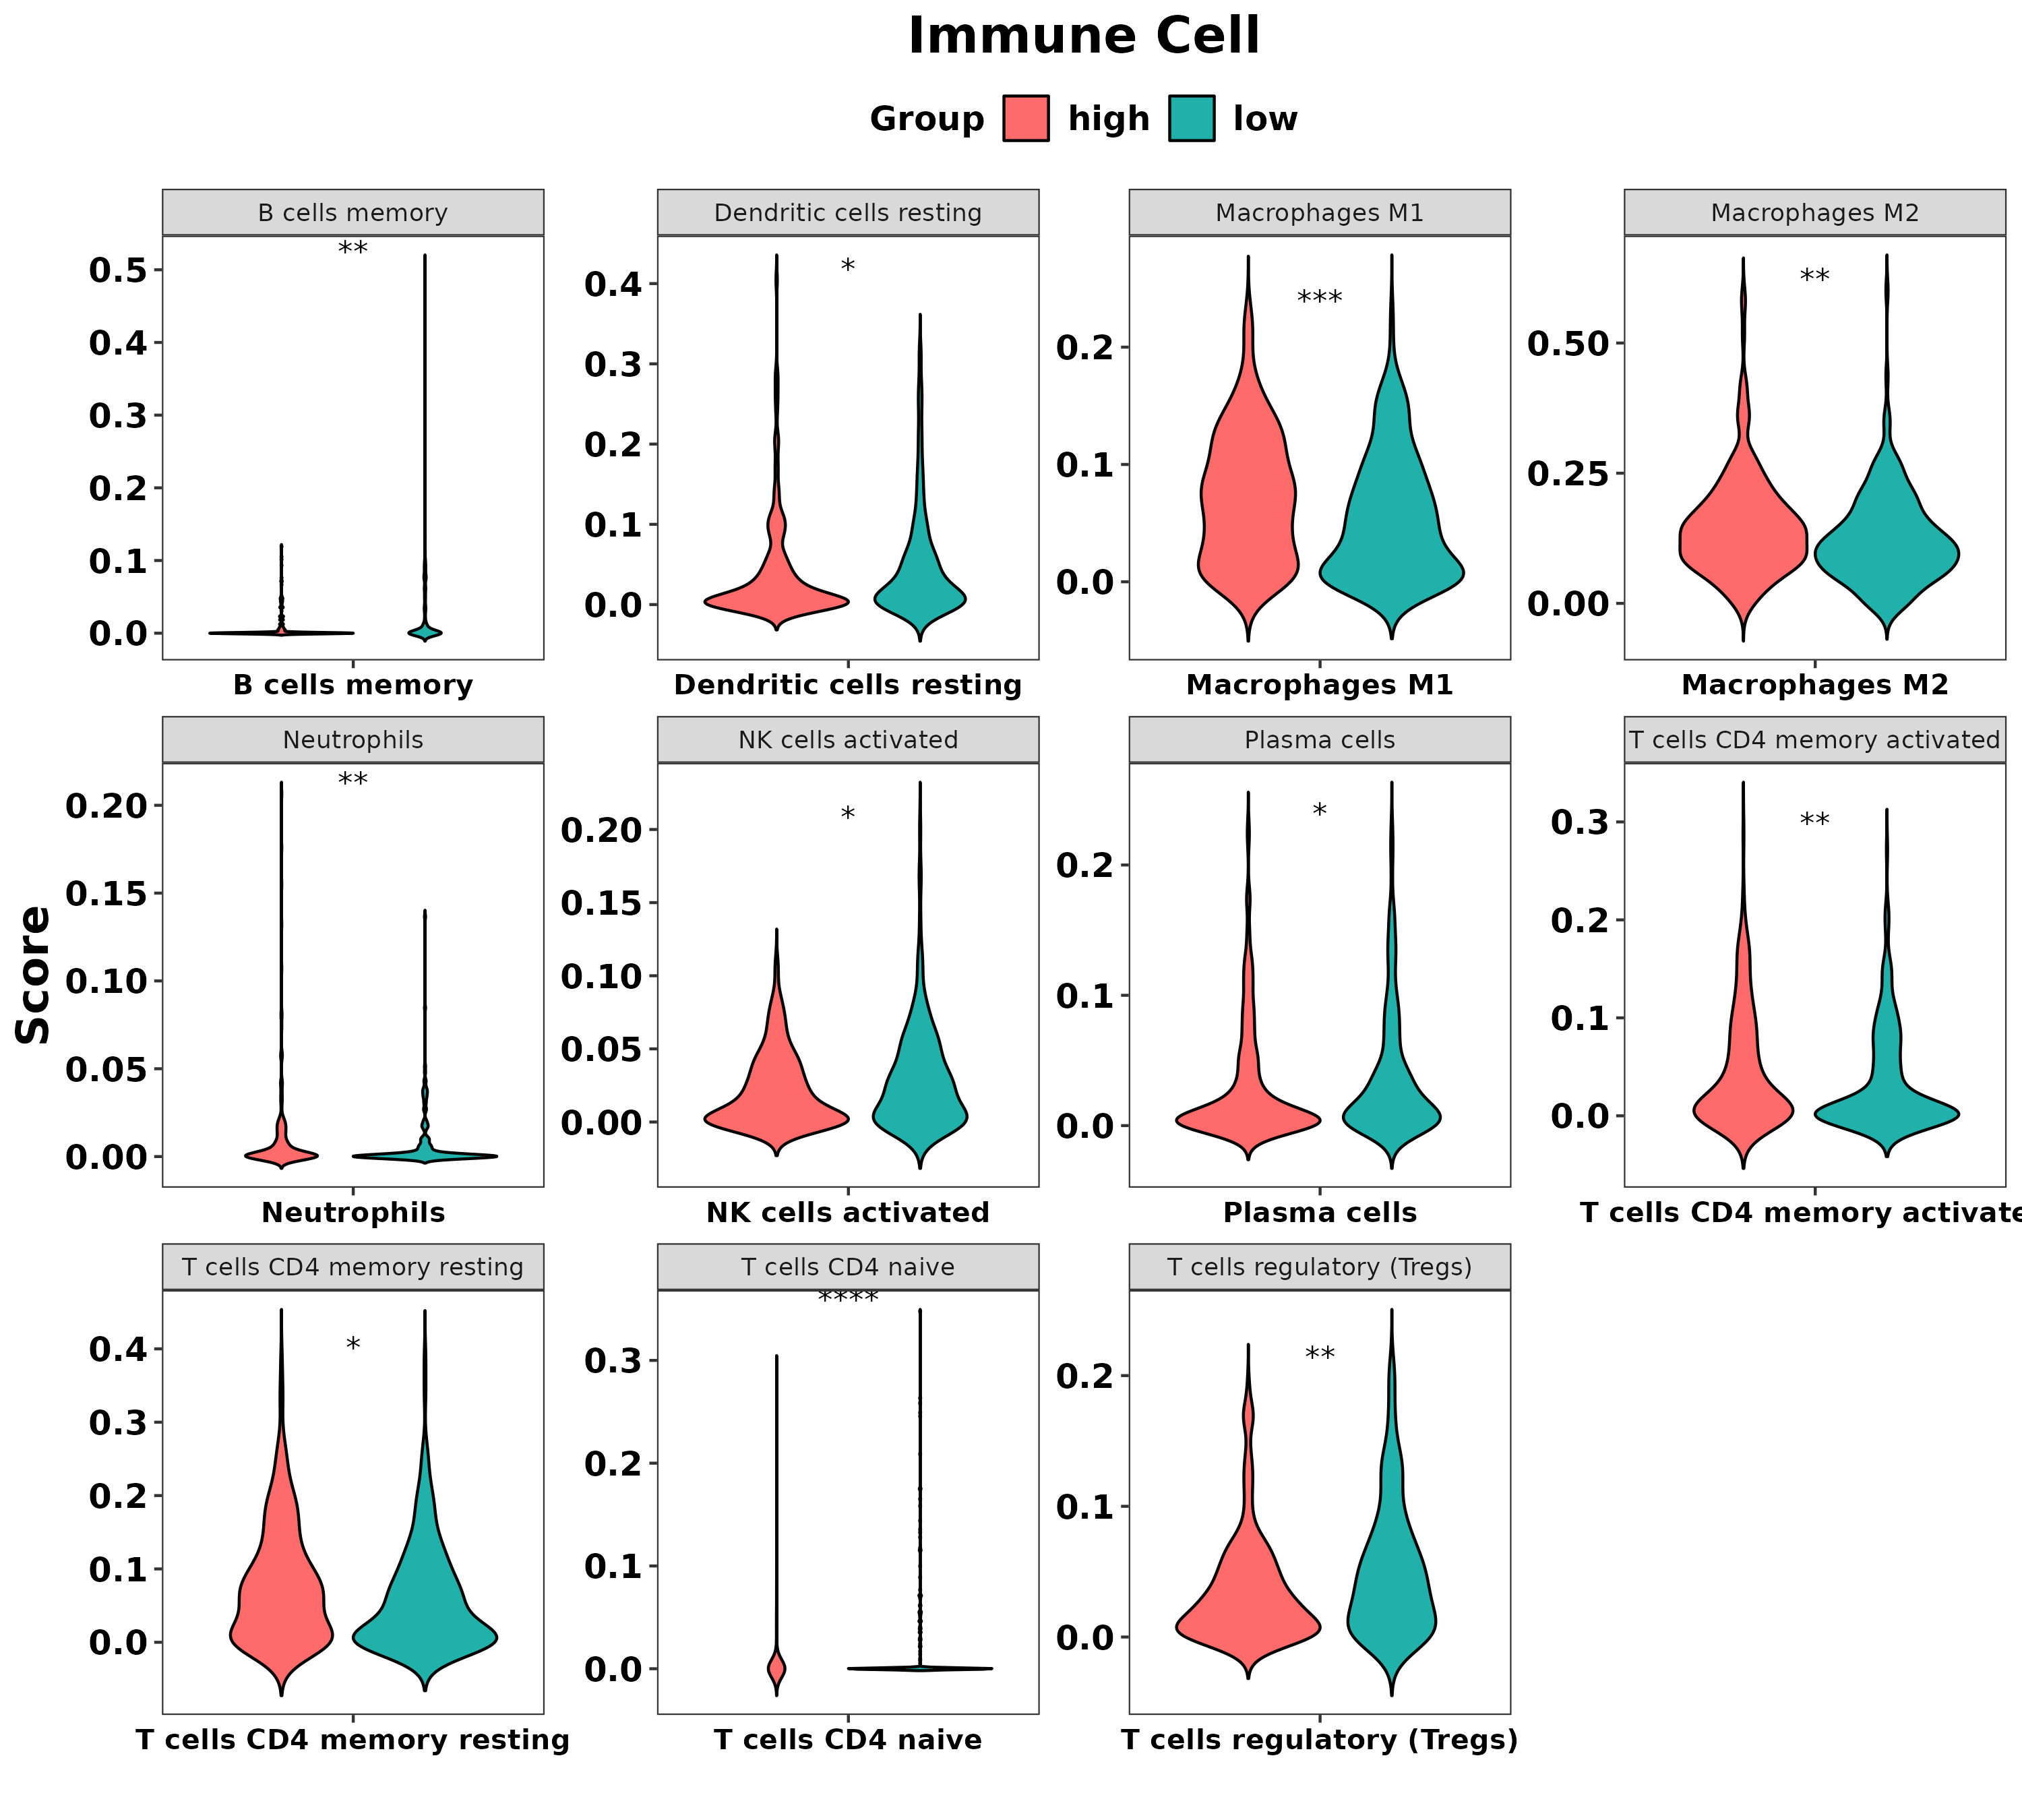 Immune Cell
Group high low
B cells memory Dendritic cells resting Macrophages M1 Macrophages M2
** * *** **
0.5 0.4 0.3 0.2 0.1 0.0
0.4 0.3 0.2 0.1 0.0
0.2 0.1 0.0
0.50 0.25 0.00
B cells memory Dendritic cells resting Macrophages M1 Macrophages M2
Neutrophils NK cells activated Plasma cells T cells CD4 memory activated
** * * **
0.20 0.15 0.10 0.05 0.00
0.20 0.15 0.10 0.05 0.00
0.2 0.1 0.0
0.3 0.2 0.1 0.0
Score
Neutrophils NK cells activated Plasma cells T cells CD4 memory activate
T cells CD4 memory resting T cells CD4 naive T cells regulatory (Tregs)
* **** **
0.4 0.3 0.2 0.1 0.0
0.3 0.2 0.1 0.0
0.2 0.1 0.0
T cells CD4 memory resting T cells CD4 naive T cells regulatory (Tregs)